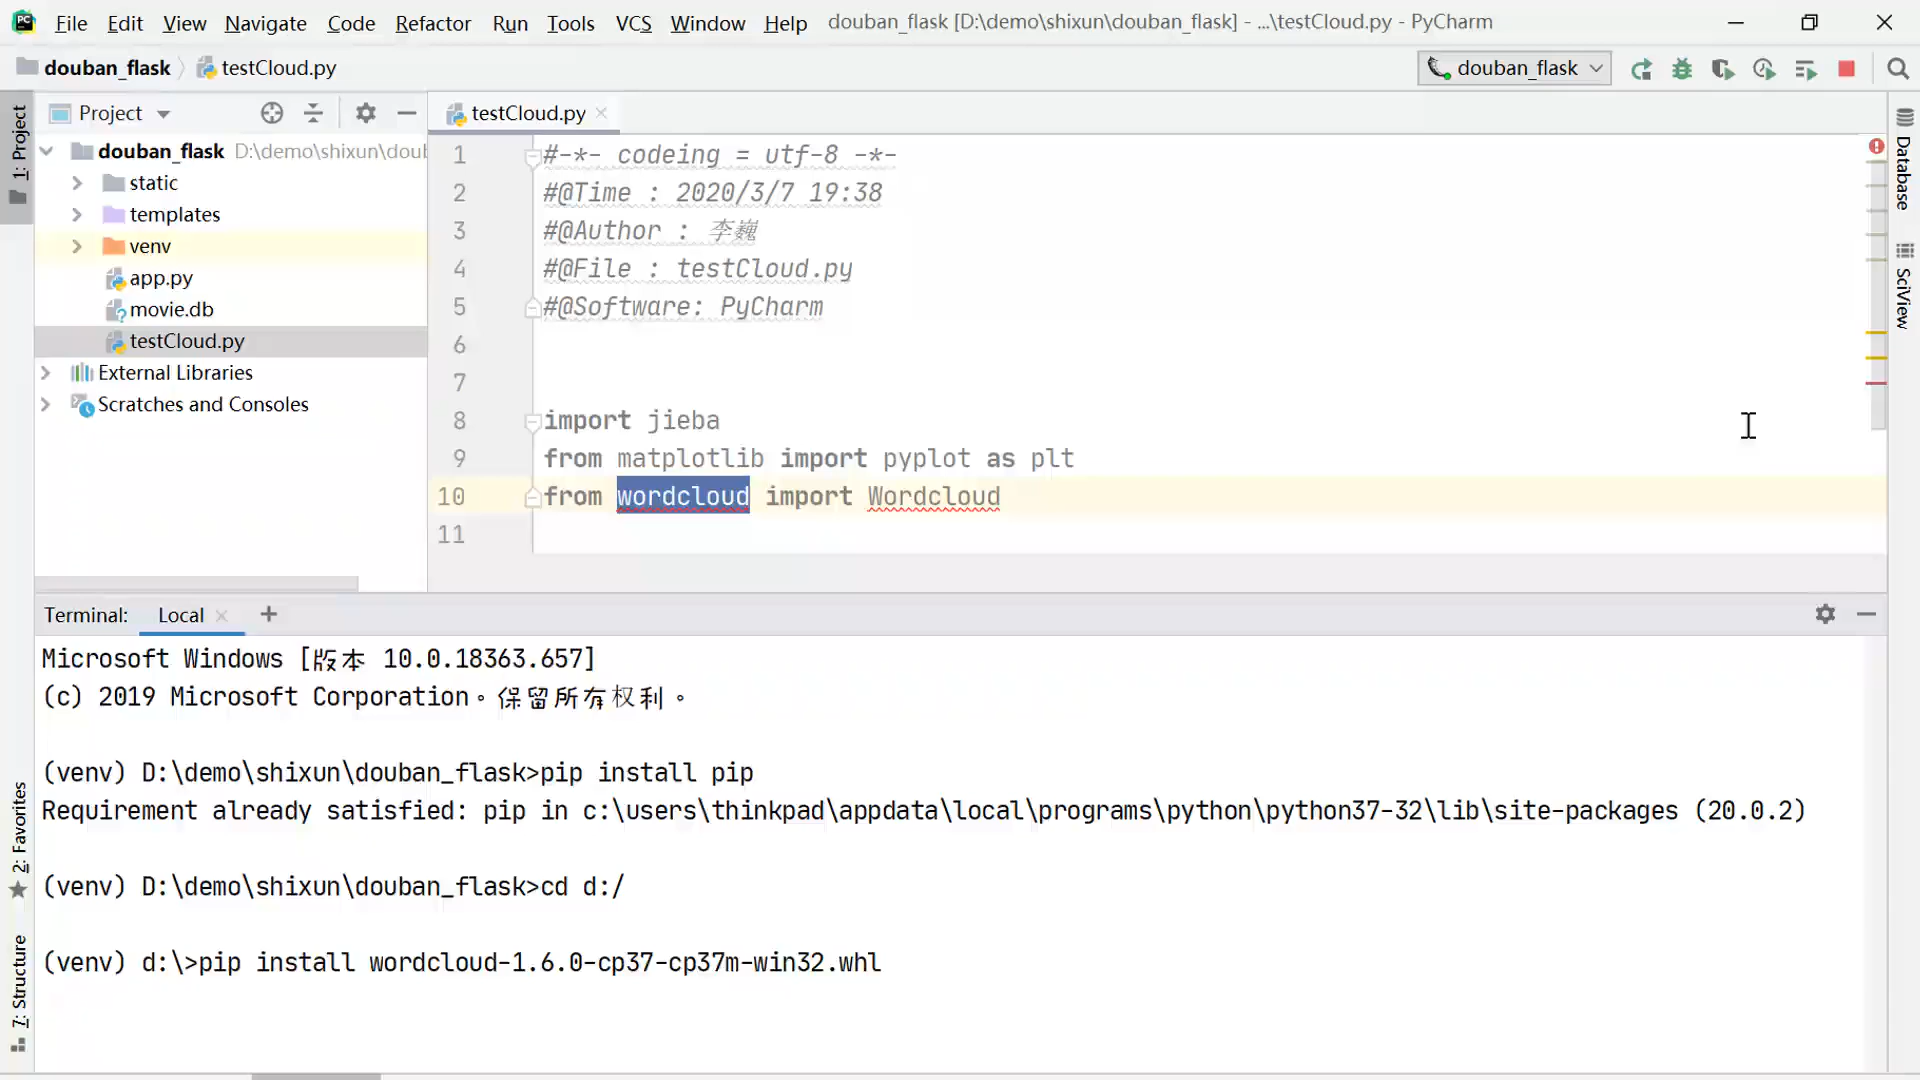 File Edit View Navigate Code Refactor Run Tools VCS Window Help douban_flask [D:\demo\shixun\douban_flask] - ...\testCloud.py - PyCharm
douban_flask testCloud.py douban_flask
1: Project
Project
testCloud.py
douban_flask D:\demo\shixun\doub
static
templates
venv
app.py
movie.db
testCloud.py
External Libraries
Scratches and Consoles
1 #-*- codeing = utf-8 -*-
2 #@Time : 2020/3/7 19:38
3 #@Author : 李巍
4 #@File : testCloud.py
5 #@Software: PyCharm
6
7
8 import jieba
9 from matplotlib import pyplot as plt
10 from wordcloud import Wordcloud
11
Database
SciView
Terminal: Local +
Microsoft Windows [版本 10.0.18363.657]
(c) 2019 Microsoft Corporation。保留所有权利。
(venv) D:\demo\shixun\douban_flask>pip install pip
Requirement already satisfied: pip in c:\users\thinkpad\appdata\local\programs\python\python37-32\lib\site-packages (20.0.2)
(venv) D:\demo\shixun\douban_flask>cd d:/
(venv) d:\>pip install wordcloud-1.6.0-cp37-cp37m-win32.whl
2: Favorites
7: Structure